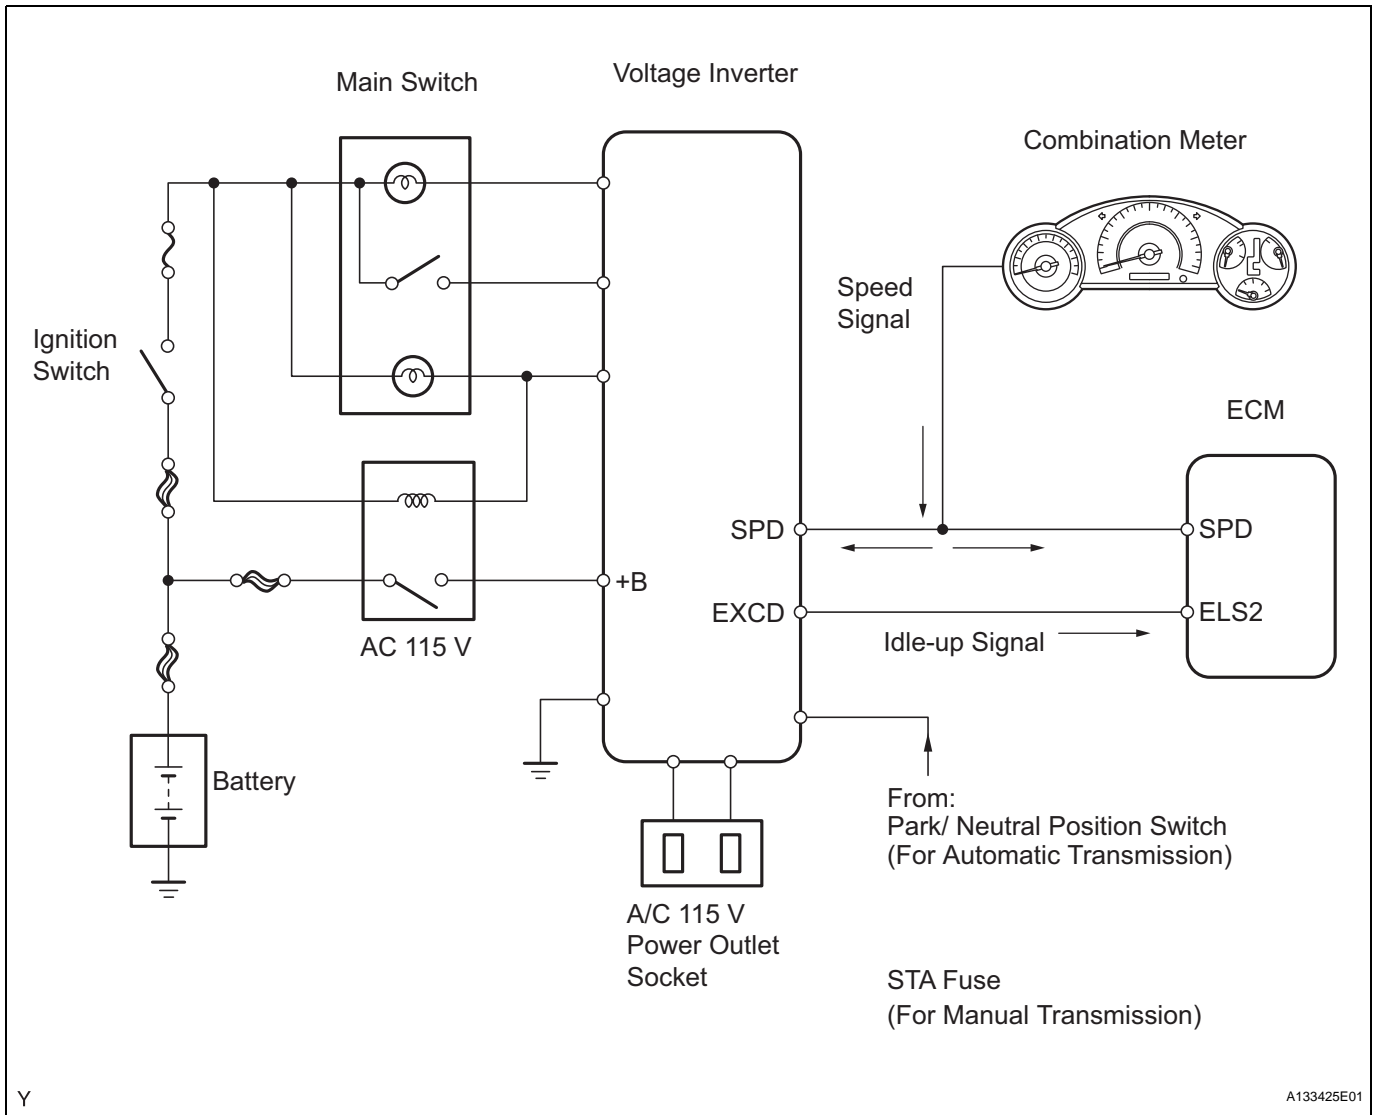 Main Switch
Voltage Inverter
Combination Meter
Speed
Signal
Ignition
Switch
ECM
SPD
SPD
+B
EXCD
ELS2
AC 115 V
Idle-up Signal
Battery
From:
Park/ Neutral Position Switch
(For Automatic Transmission)
A/C 115 V
Power Outlet
Socket
STA Fuse
(For Manual Transmission)
Y
A133425E01